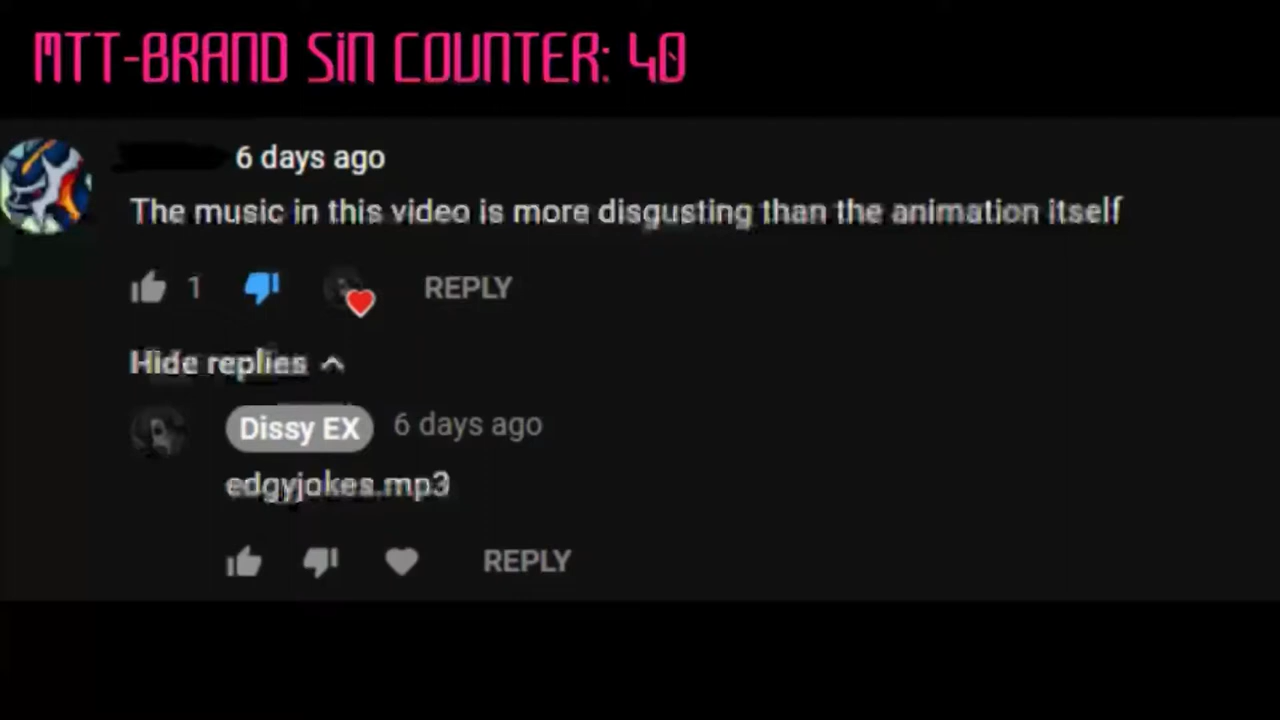 MTT-BRAND SIN COUNTER: 40
6 days ago
The music in this video is more disgusting than the animation itself
1 REPLY
Hide replies
Dissy EX 6 days ago
edgyjokes.mp3
REPLY